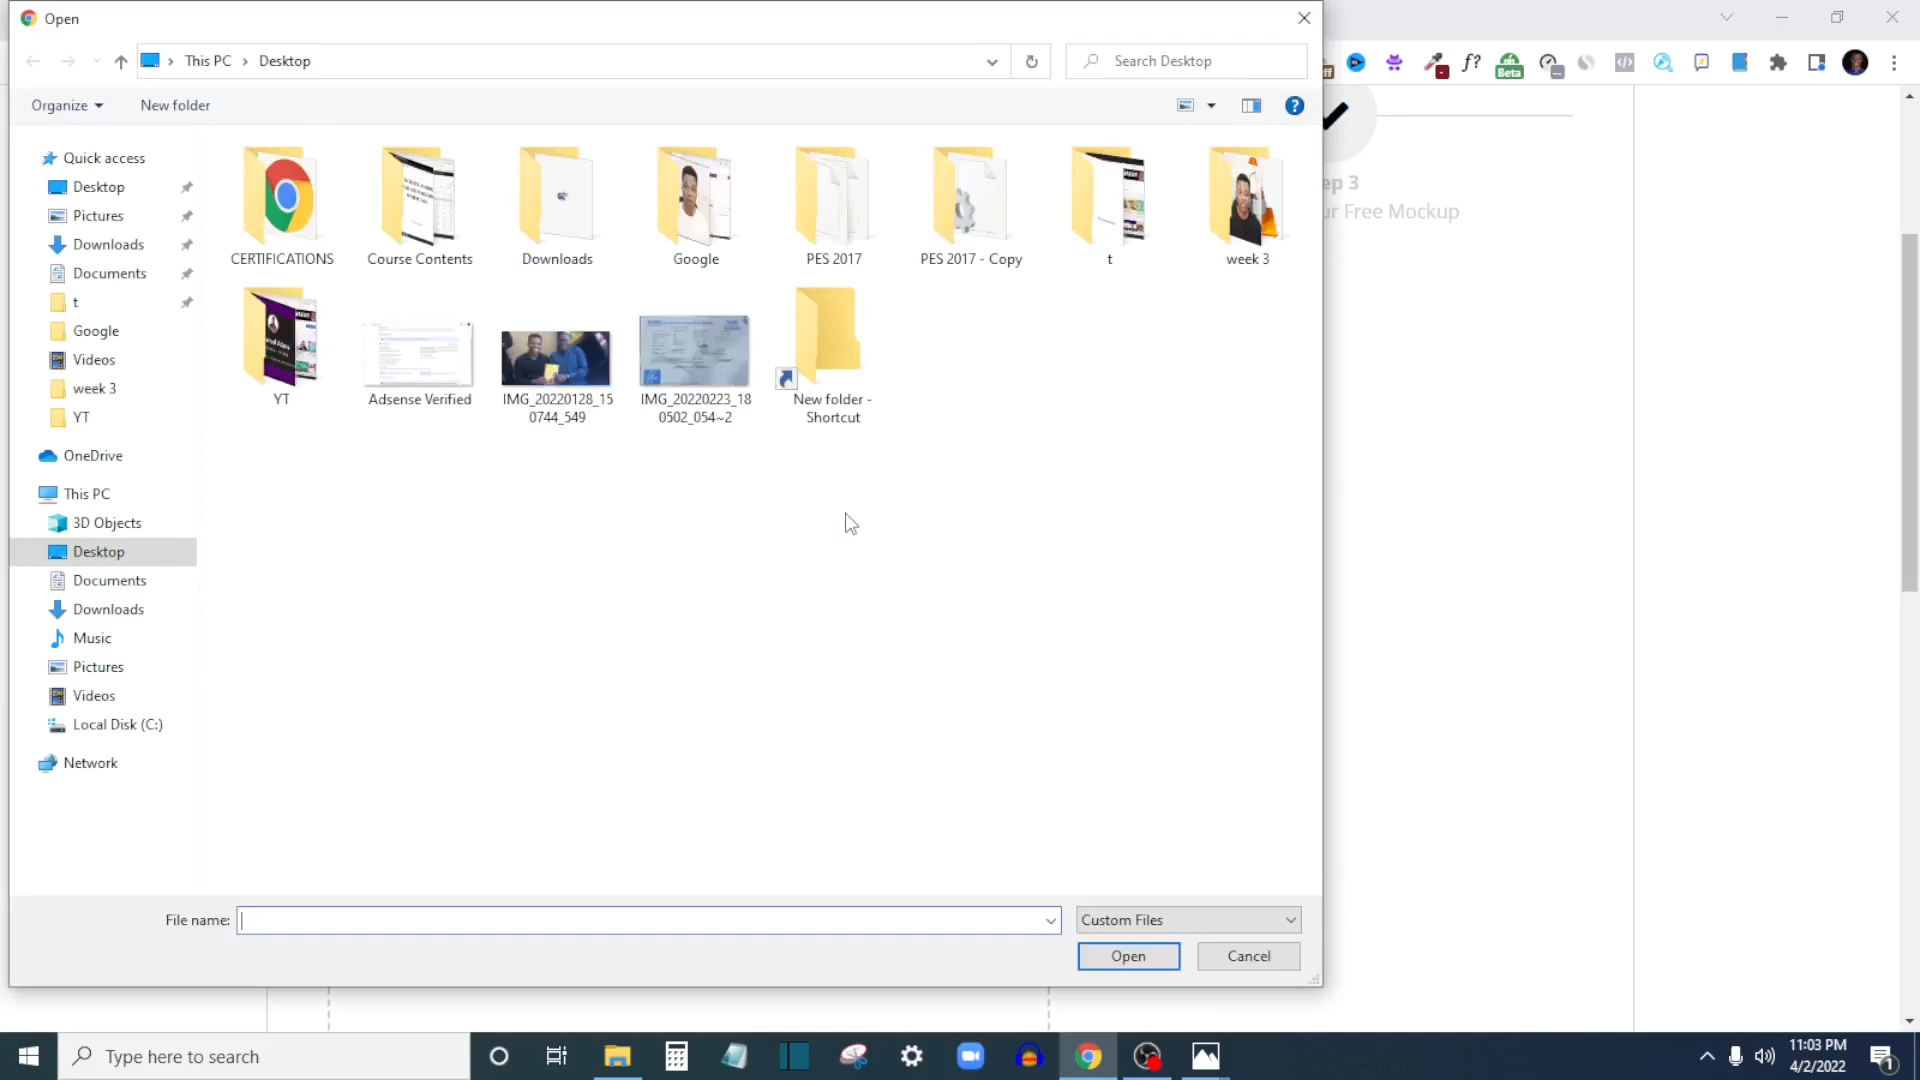 Open
This PC
Desktop
Search Desktop
Organize
New folder
Beta
f?
Quick access
Desktop
Pictures
Downloads
Documents
t
Google
Videos
week 3
YT
OneDrive
This PC
3D Objects
Desktop
Documents
Downloads
Music
Pictures
Videos
Local Disk (C:)
Network
CERTIFICATIONS
Course Contents
Downloads
Google
PES 2017
PES 2017 - Copy
t
week 3
YT
Adsense Verified
IMG_20220128_15
0744_549
IMG_20220223_18
0502_054~2
New folder -
Shortcut
ep 3
ur Free Mockup
File name:
Custom Files
Open
Cancel
Type here to search
11:03 PM
4/2/2022
1